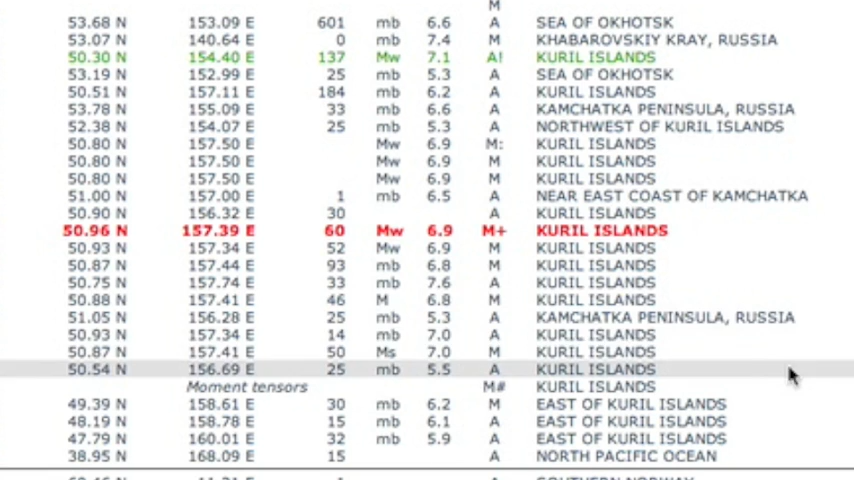 M
53.68 N 153.09 E 601 mb 6.6 A SEA OF OKHOTSK
53.07 N 140.64 E 0 mb 7.4 M KHABAROVSKIY KRAY, RUSSIA
50.30 N 154.40 E 137 Mw 7.1 A! KURIL ISLANDS
53.19 N 152.99 E 25 mb 5.3 A SEA OF OKHOTSK
50.51 N 157.11 E 184 mb 6.2 A KURIL ISLANDS
53.78 N 155.09 E 33 mb 6.6 A KAMCHATKA PENINSULA, RUSSIA
52.38 N 154.07 E 25 mb 5.3 A NORTHWEST OF KURIL ISLANDS
50.80 N 157.50 E Mw 6.9 M: KURIL ISLANDS
50.80 N 157.50 E Mw 6.9 M KURIL ISLANDS
50.80 N 157.50 E Mw 6.9 M KURIL ISLANDS
51.00 N 157.00 E 1 mb 6.5 A NEAR EAST COAST OF KAMCHATKA
50.90 N 156.32 E 30 A KURIL ISLANDS
50.96 N 157.39 E 60 Mw 6.9 M+ KURIL ISLANDS
50.93 N 157.34 E 52 Mw 6.9 M KURIL ISLANDS
50.87 N 157.44 E 93 mb 6.8 M KURIL ISLANDS
50.75 N 157.74 E 33 mb 7.6 A KURIL ISLANDS
50.88 N 157.41 E 46 M 6.8 M KURIL ISLANDS
51.05 N 156.28 E 25 mb 5.3 A KAMCHATKA PENINSULA, RUSSIA
50.93 N 157.34 E 14 mb 7.0 A KURIL ISLANDS
50.87 N 157.41 E 50 Ms 7.0 M KURIL ISLANDS
50.54 N 156.69 E 25 mb 5.5 A KURIL ISLANDS
Moment tensors M# KURIL ISLANDS
49.39 N 158.61 E 30 mb 6.2 M EAST OF KURIL ISLANDS
48.19 N 158.78 E 15 mb 6.1 A EAST OF KURIL ISLANDS
47.79 N 160.01 E 32 mb 5.9 A EAST OF KURIL ISLANDS
38.95 N 168.09 E 15 A NORTH PACIFIC OCEAN
SOUTHERN NORWAY